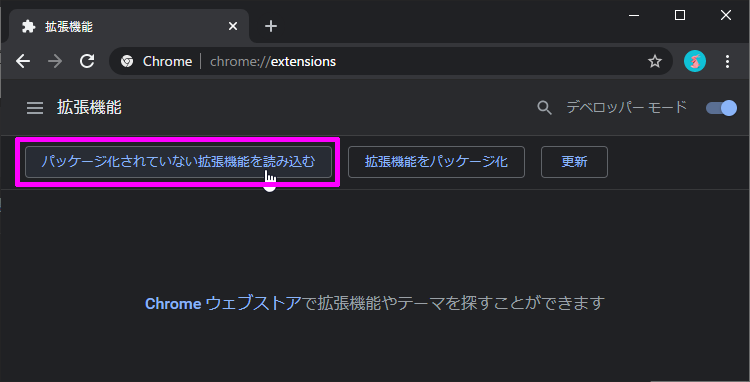 拡張機能
Chrome chrome://extensions
拡張機能 デベロッパー モード
パッケージ化されていない拡張機能を読み込む 拡張機能をパッケージ化 更新
Chrome ウェブストアで拡張機能やテーマを探すことができます